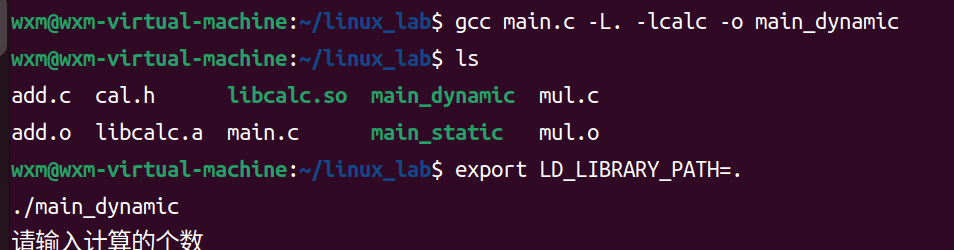 wxm@wxm-virtual-machine:~/linux_lab$ gcc main.c -L. -lcalc -o main_dynamic
wxm@wxm-virtual-machine:~/linux_lab$ ls
add.c  cal.h      libcalc.so  main_dynamic  mul.c
add.o  libcalc.a  main.c      main_static   mul.o
wxm@wxm-virtual-machine:~/linux_lab$ export LD_LIBRARY_PATH=.
./main_dynamic
请输入计算的个数